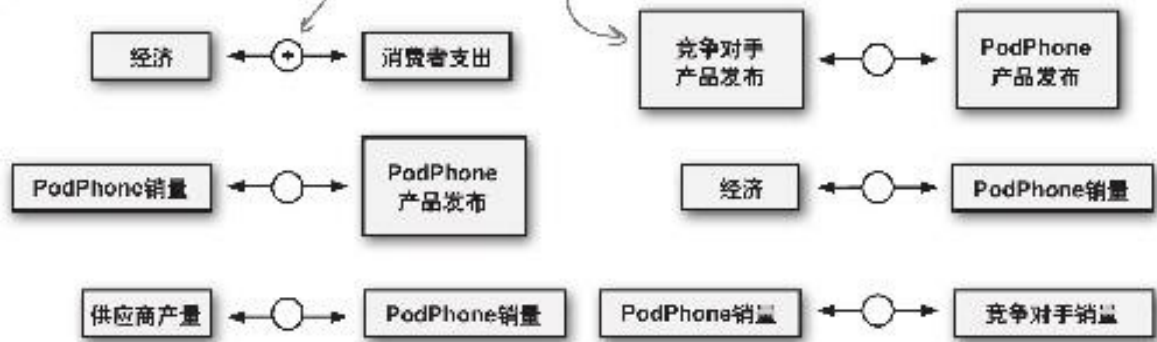 经济
+
消费者支出
竞争对手
产品发布
PodPhone
产品发布
PodPhone销量
PodPhone
产品发布
经济
PodPhone销量
供应商产量
PodPhone销量
PodPhone销量
竞争对手销量